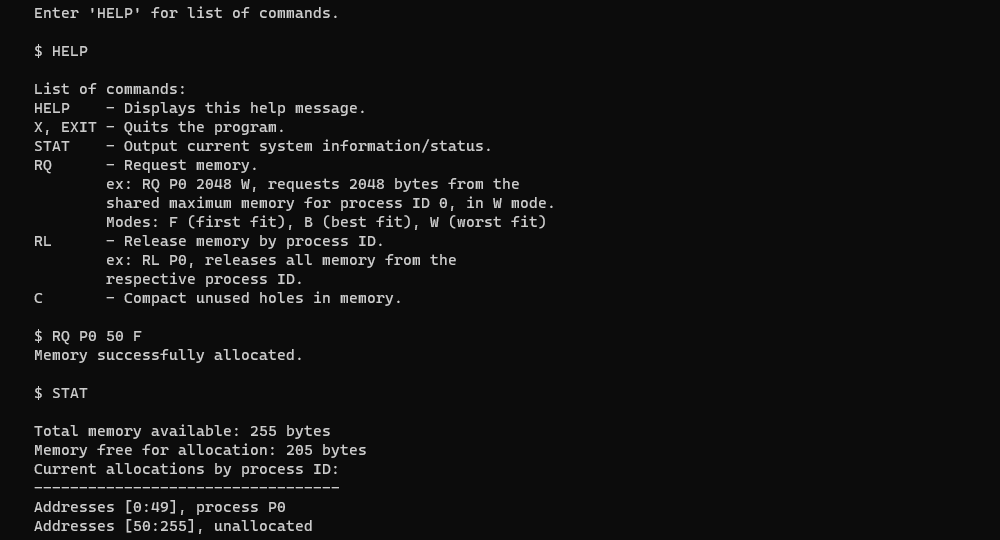 Enter 'HELP' for list of commands.
$ HELP
List of commands:
HELP    - Displays this help message.
X, EXIT - Quits the program.
STAT    - Output current system information/status.
RQ      - Request memory.
        ex: RQ P0 2048 W, requests 2048 bytes from the
        shared maximum memory for process ID 0, in W mode.
        Modes: F (first fit), B (best fit), W (worst fit)
RL      - Release memory by process ID.
        ex: RL P0, releases all memory from the
        respective process ID.
C       - Compact unused holes in memory.
$ RQ P0 50 F
Memory successfully allocated.
$ STAT
Total memory available: 255 bytes
Memory free for allocation: 205 bytes
Current allocations by process ID:
----------------------------------
Addresses [0:49], process P0
Addresses [50:255], unallocated